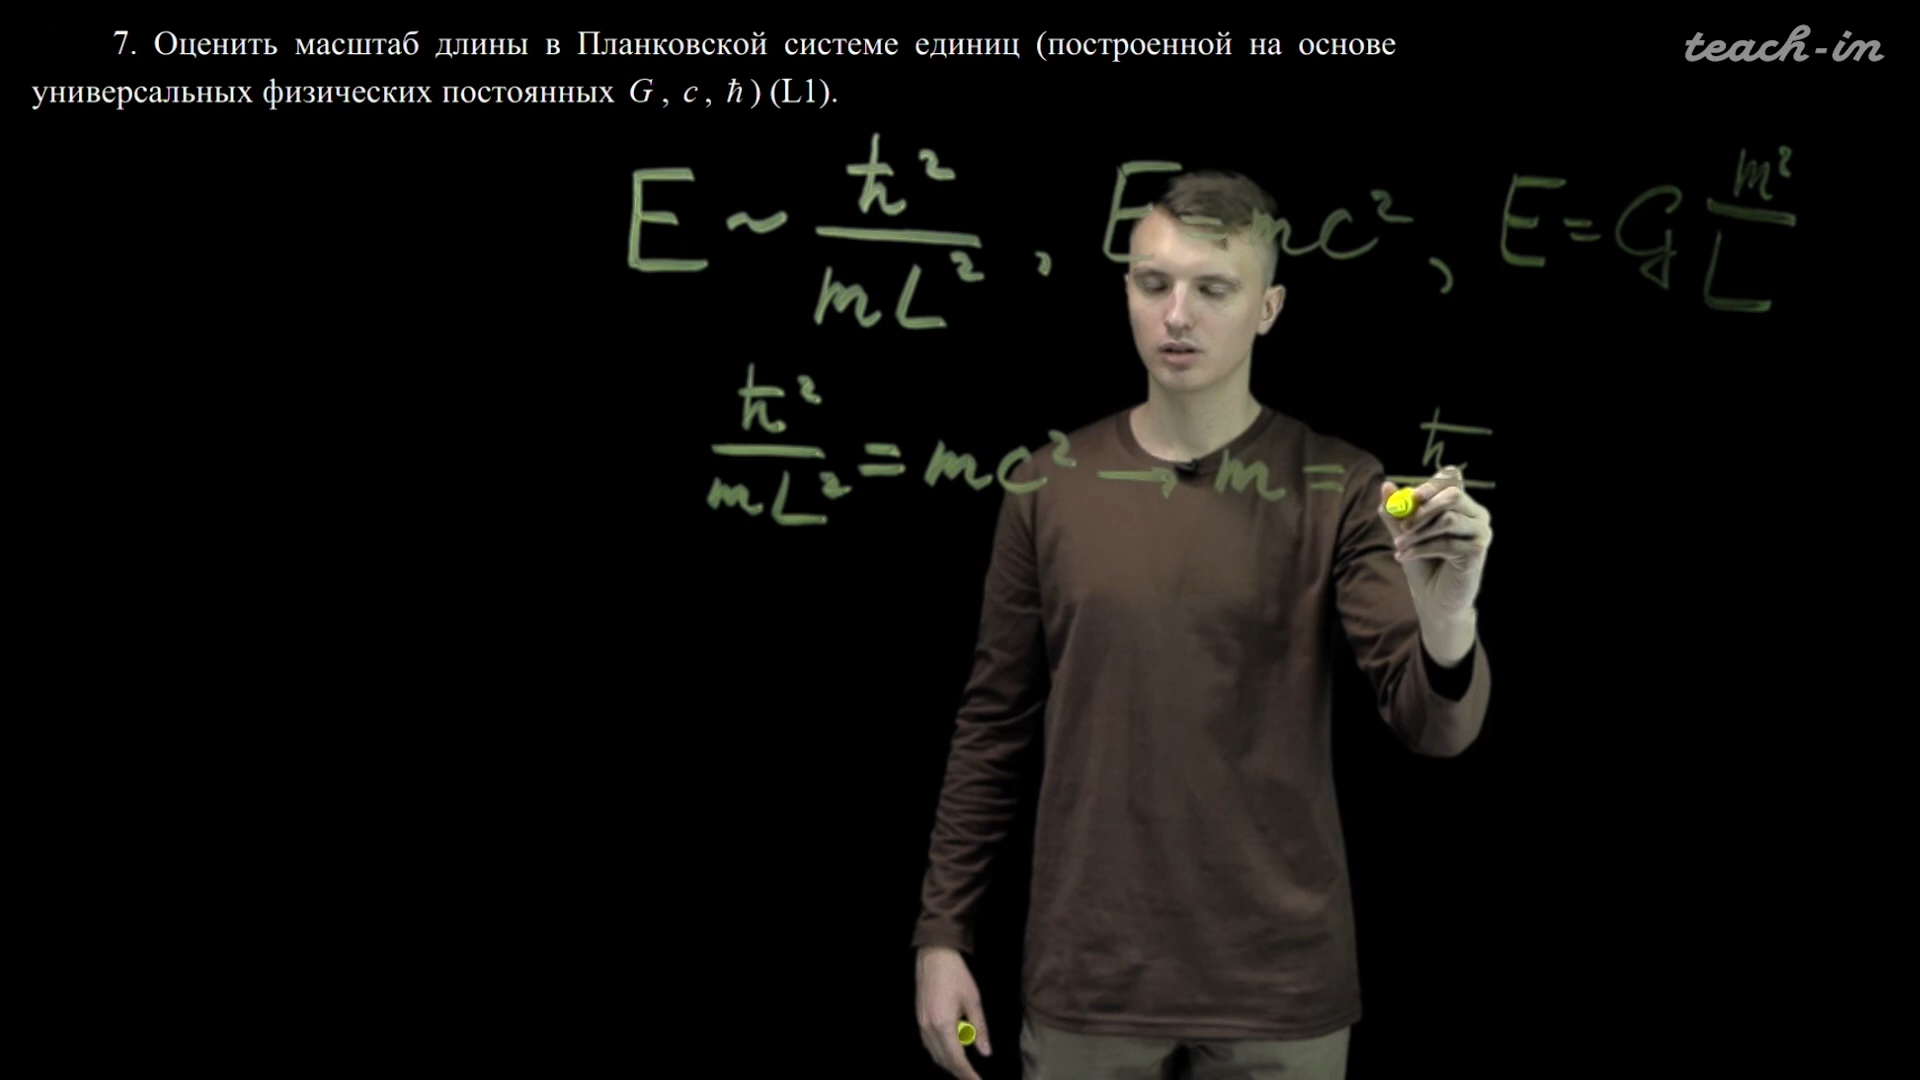 7. Оценить масштаб длины в Планковской системе единиц (построенной на основе
универсальных физических постоянных G , c , ħ ) (L1).
teach-in
E ~ ħ²/mL² , E = mc² , E = G m²/L
ħ²/mL² = mc² → m = ħ